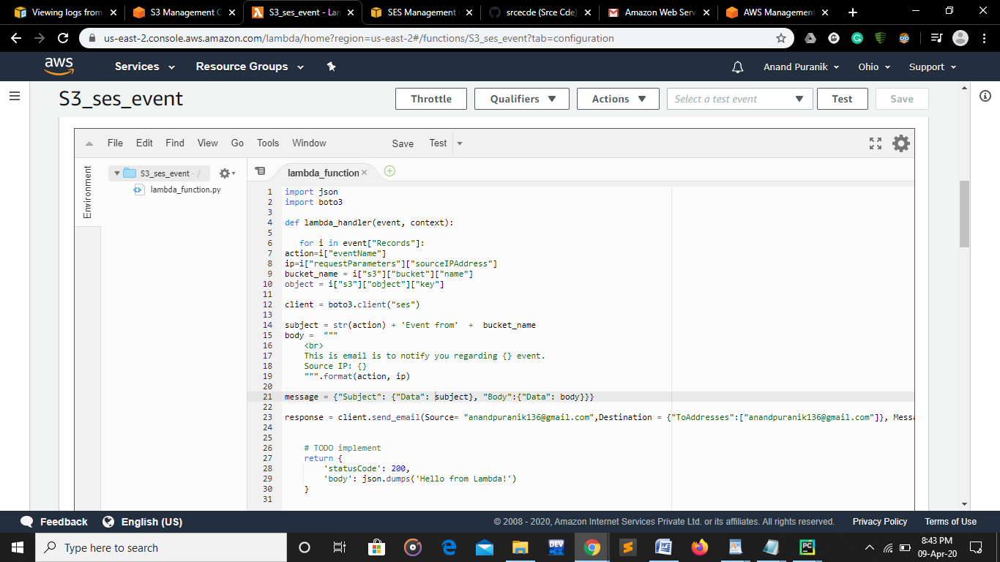 Viewing logs from
S3 Management C
S3_ses_event - Lam
SES Management
srcecde (Srce Cde)
Amazon Web Serv
AWS Management
us-east-2.console.aws.amazon.com/lambda/home?region=us-east-2#/functions/S3_ses_event?tab=configuration
aws Services Resource Groups Anand Puranik Ohio Support
S3_ses_event Throttle Qualifiers Actions Select a test event Test Save
File Edit Find View Go Tools Window Save Test
Environment
S3_ses_event - /
lambda_function.py
lambda_function
1 import json
2 import boto3
3
4 def lambda_handler(event, context):
5
6 for i in event["Records"]:
7 action=i["eventName"]
8 ip=i["requestParameters"]["sourceIPAddress"]
9 bucket_name = i["s3"]["bucket"]["name"]
10 object = i["s3"]["object"]["key"]
11
12 client = boto3.client("ses")
13
14 subject = str(action) + 'Event from' + bucket_name
15 body = """
16 <br>
17 This is email is to notify you regarding {} event.
18 Source IP: {}
19 """.format(action, ip)
20
21 message = {"Subject": {"Data": subject}, "Body":{"Data": body}}}
22
23 response = client.send_email(Source= "anandpuranik136@gmail.com",Destination = {"ToAddresses":["anandpuranik136@gmail.com"]}, Messa
24
25
26 # TODO implement
27 return {
28 'statusCode': 200,
29 'body': json.dumps('Hello from Lambda!')
30 }
31
Feedback English (US) © 2008 - 2020, Amazon Internet Services Private Ltd. or its affiliates. All rights reserved. Privacy Policy Terms of Use
Type here to search
DEV
PC
8:43 PM
09-Apr-20